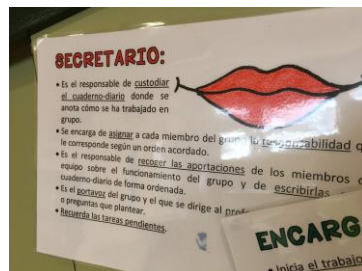 SECRETARIO:
• Es el responsable de custodiar
el cuaderno-diario donde se
anota cómo se ha trabajado en
grupo.
• Se encarga de asignar a cada miembro del grupo la responsabilidad q
le corresponde según un orden acordado.
• Es el responsable de recoger las aportaciones de los miembros d
equipo sobre el funcionamiento del grupo y de escribirlas
cuaderno-diario de forma ordenada.
• Es el portavoz del grupo y el que se dirige al prof
o preguntas que plantear.
• Recuerda las tareas pendientes.
ENCARG
• Inicia el trabajo